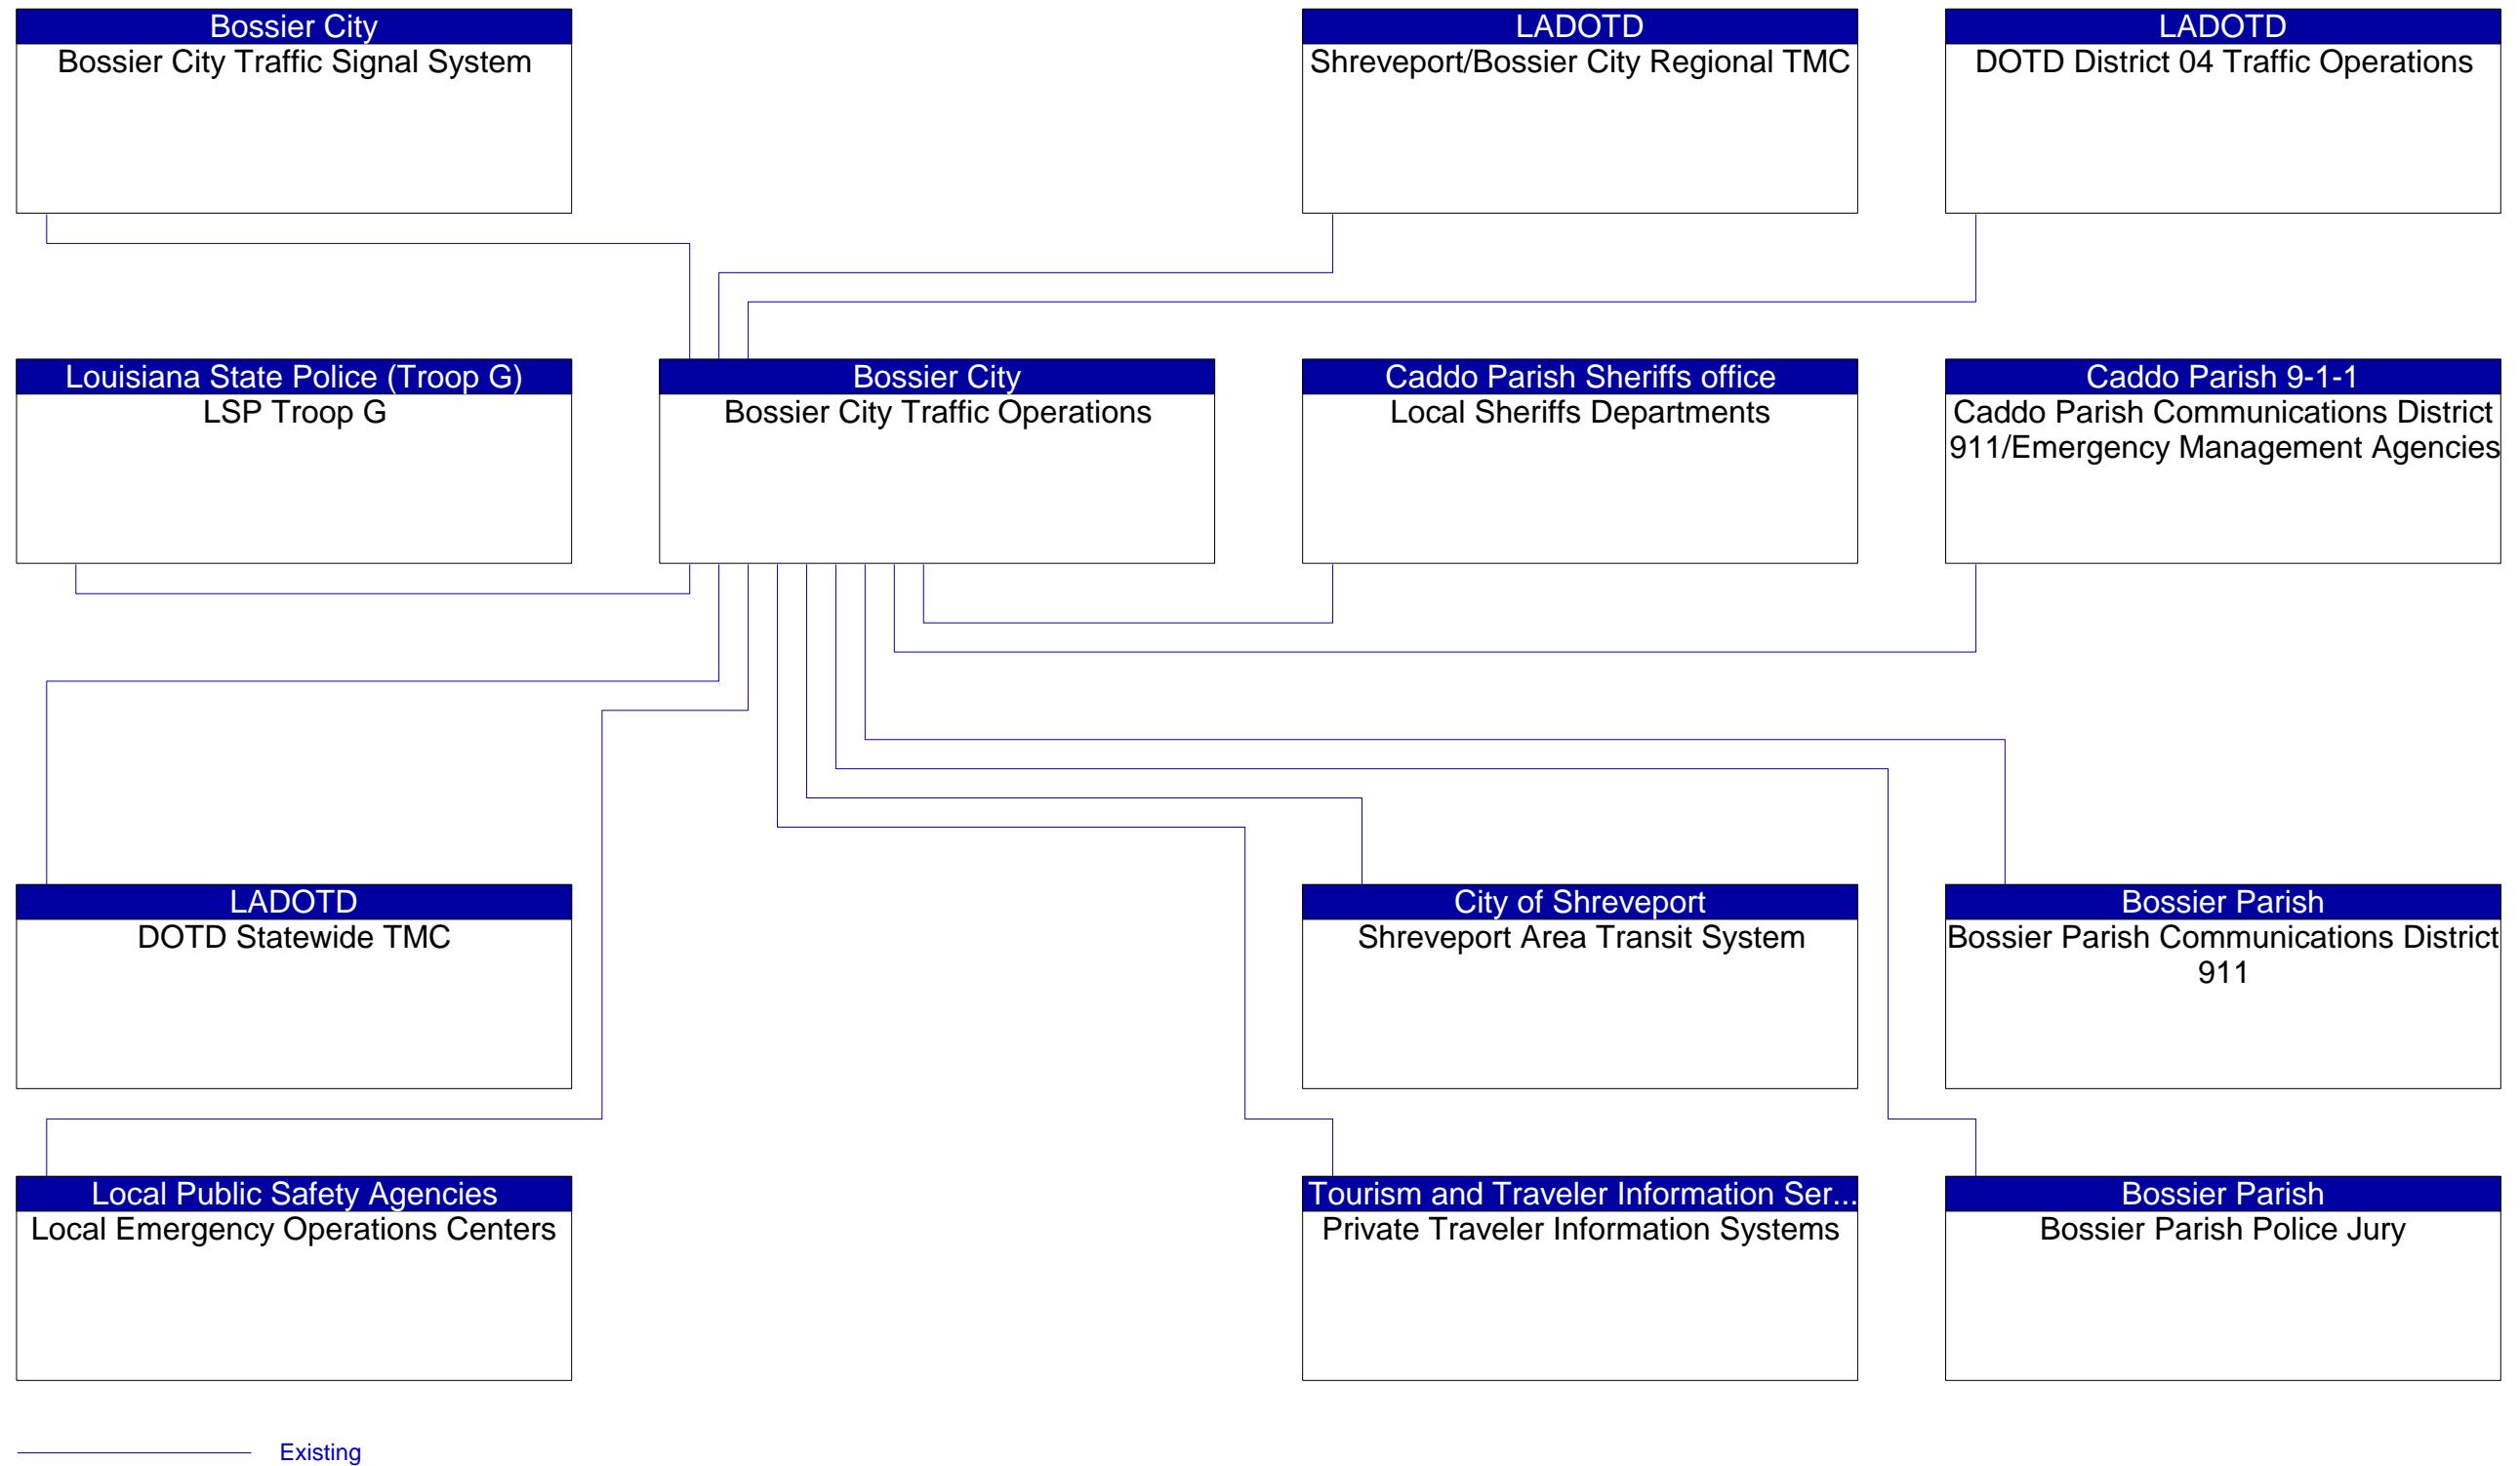 Bossier City
Bossier City Traffic Signal System
LADOTD
Shreveport/Bossier City Regional TMC
LADOTD
DOTD District 04 Traffic Operations
Louisiana State Police (Troop G)
LSP Troop G
Bossier City
Bossier City Traffic Operations
Caddo Parish Sheriffs office
Local Sheriffs Departments
Caddo Parish 9-1-1
Caddo Parish Communications District
911/Emergency Management Agencies
LADOTD
DOTD Statewide TMC
City of Shreveport
Shreveport Area Transit System
Bossier Parish
Bossier Parish Communications District
911
Local Public Safety Agencies
Local Emergency Operations Centers
Tourism and Traveler Information Ser...
Private Traveler Information Systems
Bossier Parish
Bossier Parish Police Jury
Existing